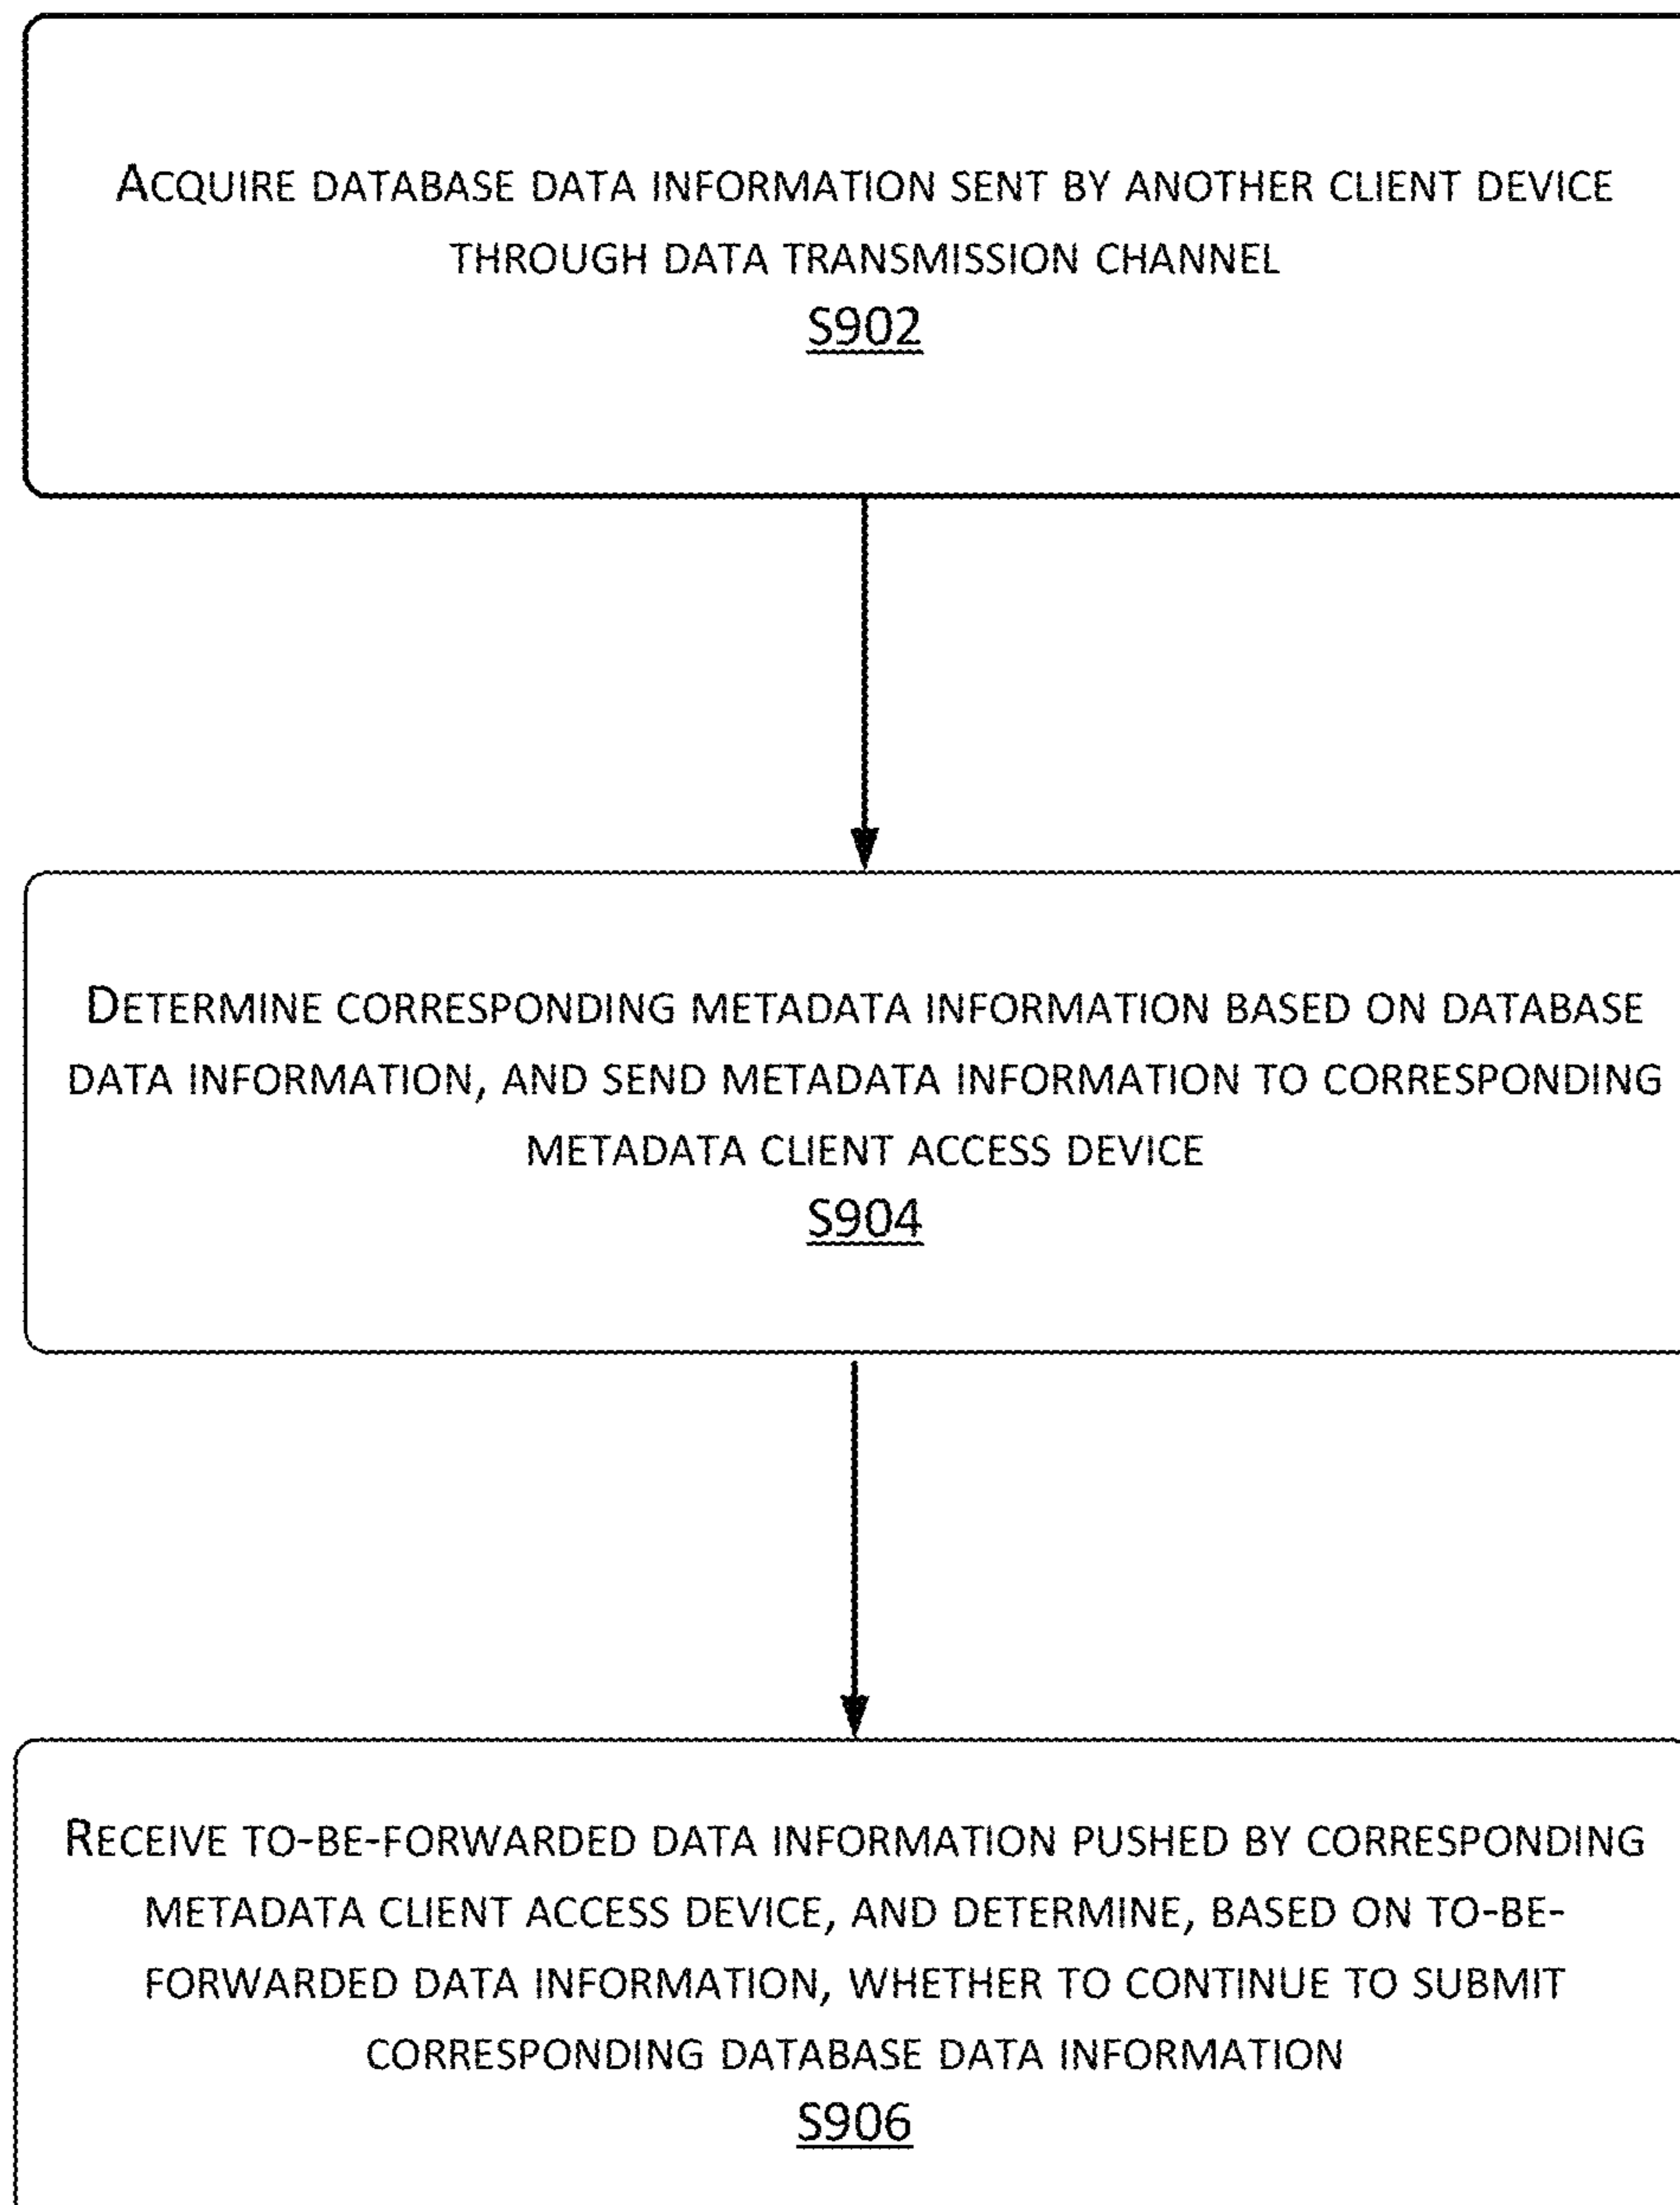 ACQUIRE DATABASE DATA INFORMATION SENT BY ANOTHER CLIENT DEVICE
THROUGH DATA TRANSMISSION CHANNEL
S902
DETERMINE CORRESPONDING METADATA INFORMATION BASED ON DATABASE
DATA INFORMATION, AND SEND METADATA INFORMATION TO CORRESPONDING
METADATA CLIENT ACCESS DEVICE
S904
RECEIVE TO-BE-FORWARDED DATA INFORMATION PUSHED BY CORRESPONDING
METADATA CLIENT ACCESS DEVICE, AND DETERMINE, BASED ON TO-BE-
FORWARDED DATA INFORMATION, WHETHER TO CONTINUE TO SUBMIT
CORRESPONDING DATABASE DATA INFORMATION
S906